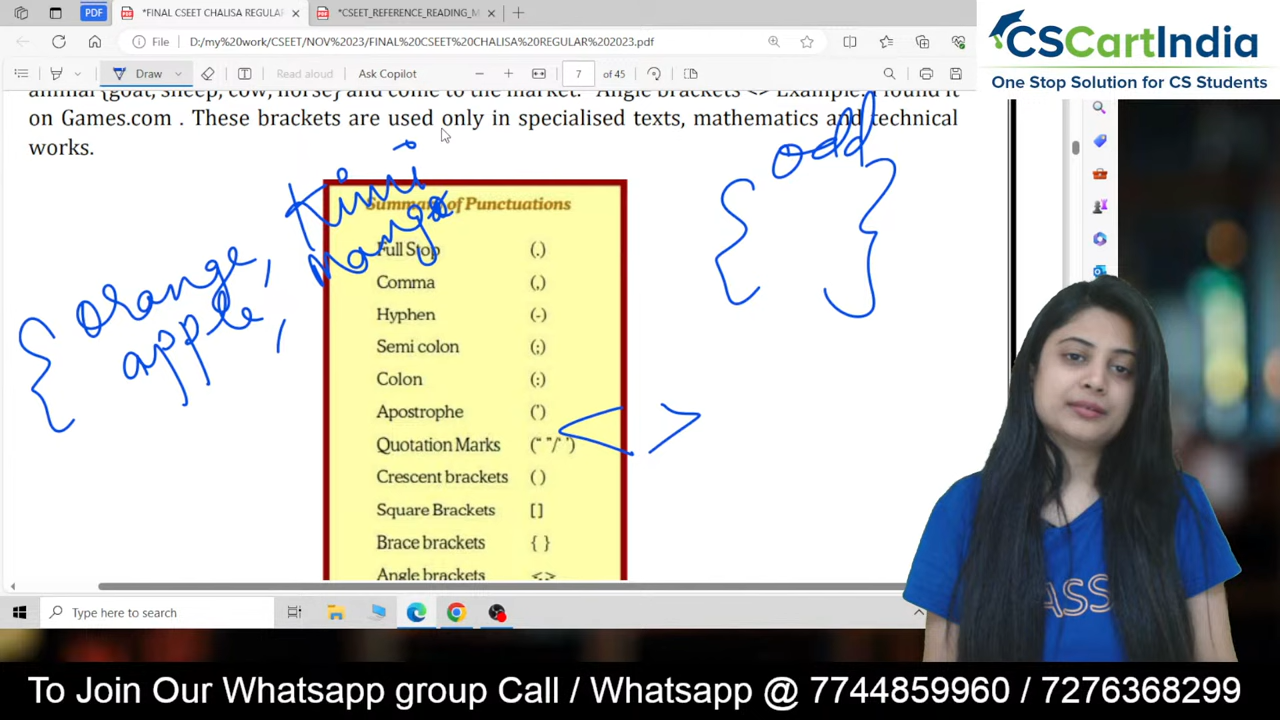 *FINAL CSEET CHALISA REGULAR
*CSEET_REFERENCE_READING_M
File
D:/my%20work/CSEET/NOV%2023/FINAL%20CSEET%20CHALISA%20REGULAR%202023.pdf
Draw
Read aloud
Ask Copilot
7
of 45
CSCartIndia
One Stop Solution for CS Students
animal {goat, sheep, cow, horse} and come to the market. Angle brackets <> Example: I found it
on Games.com . These brackets are used only in specialised texts, mathematics and technical
works.
odd
{ }
Kiwi
Mango
{ orange,
apple,
< >
Summary of Punctuations
Full Stop (.)
Comma (,)
Hyphen (-)
Semi colon (;)
Colon (:)
Apostrophe (')
Quotation Marks (“ ”/‘ ’)
Crescent brackets ( )
Square Brackets [ ]
Brace brackets { }
Angle brackets <>
PDF
Type here to search
ASS
To Join Our Whatsapp group Call / Whatsapp @ 7744859960 / 7276368299